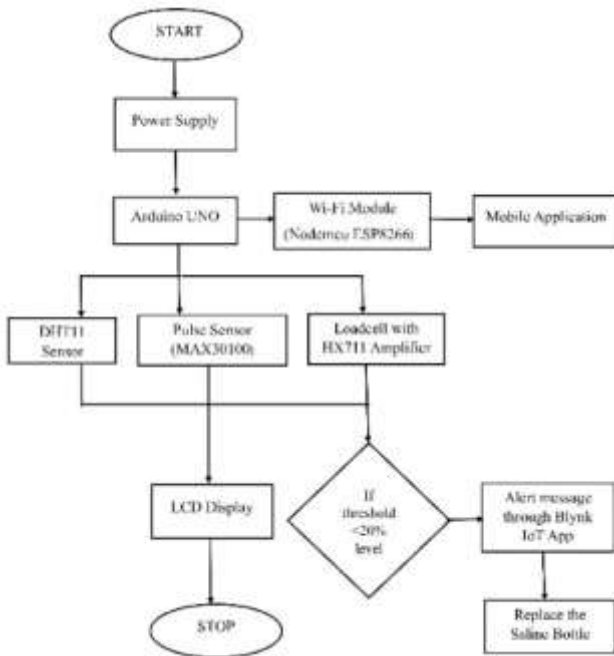 START
Power Supply
Arduino UNO
Wi-Fi Module
(Nodemcu ESP8266)
Mobile Application
DHT11
Sensor
Pulse Sensor
(MAX30100)
Loadcell with
HX711 Amplifier
LCD Display
If
threshold
<20%
level
Alert message
through Blynk
IoT App
STOP
Replace the
Saline Bottle